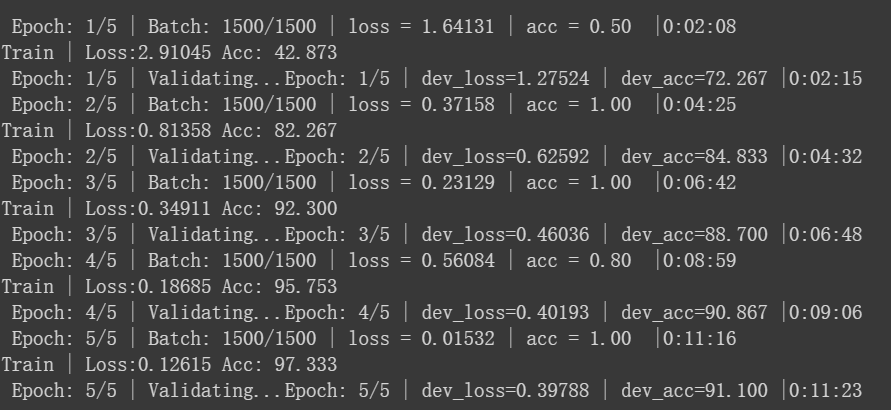 Epoch: 1/5 | Batch: 1500/1500 | loss = 1.64131 | acc = 0.50 |0:02:08
Train | Loss:2.91045 Acc: 42.873
Epoch: 1/5 | Validating...Epoch: 1/5 | dev_loss=1.27524 | dev_acc=72.267 |0:02:15
Epoch: 2/5 | Batch: 1500/1500 | loss = 0.37158 | acc = 1.00 |0:04:25
Train | Loss:0.81358 Acc: 82.267
Epoch: 2/5 | Validating...Epoch: 2/5 | dev_loss=0.62592 | dev_acc=84.833 |0:04:32
Epoch: 3/5 | Batch: 1500/1500 | loss = 0.23129 | acc = 1.00 |0:06:42
Train | Loss:0.34911 Acc: 92.300
Epoch: 3/5 | Validating...Epoch: 3/5 | dev_loss=0.46036 | dev_acc=88.700 |0:06:48
Epoch: 4/5 | Batch: 1500/1500 | loss = 0.56084 | acc = 0.80 |0:08:59
Train | Loss:0.18685 Acc: 95.753
Epoch: 4/5 | Validating...Epoch: 4/5 | dev_loss=0.40193 | dev_acc=90.867 |0:09:06
Epoch: 5/5 | Batch: 1500/1500 | loss = 0.01532 | acc = 1.00 |0:11:16
Train | Loss:0.12615 Acc: 97.333
Epoch: 5/5 | Validating...Epoch: 5/5 | dev_loss=0.39788 | dev_acc=91.100 |0:11:23